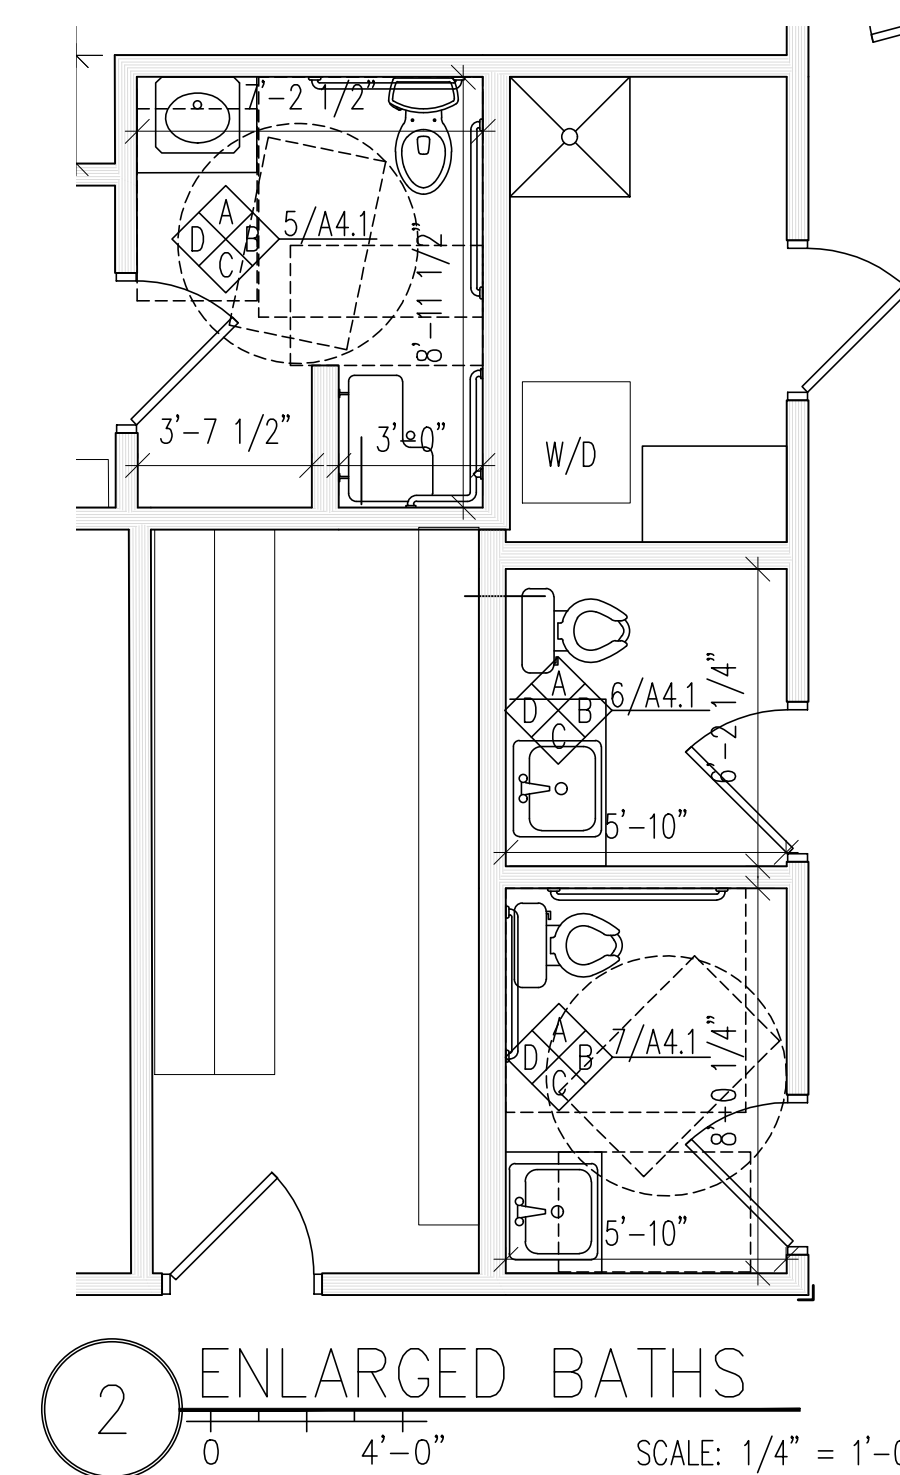 7'-2 1/2"
A
D B
C
5/A4.1
8'-11 1/2"
3'-7 1/2"
3'-0"
W/D
A
D B
C
6/A4.1
6'-2 1/4"
5'-10"
A
D B
C
7/A4.1
8'-0 1/4"
5'-10"
2
ENLARGED BATHS
0 4'-0"
SCALE: 1/4" = 1'-0